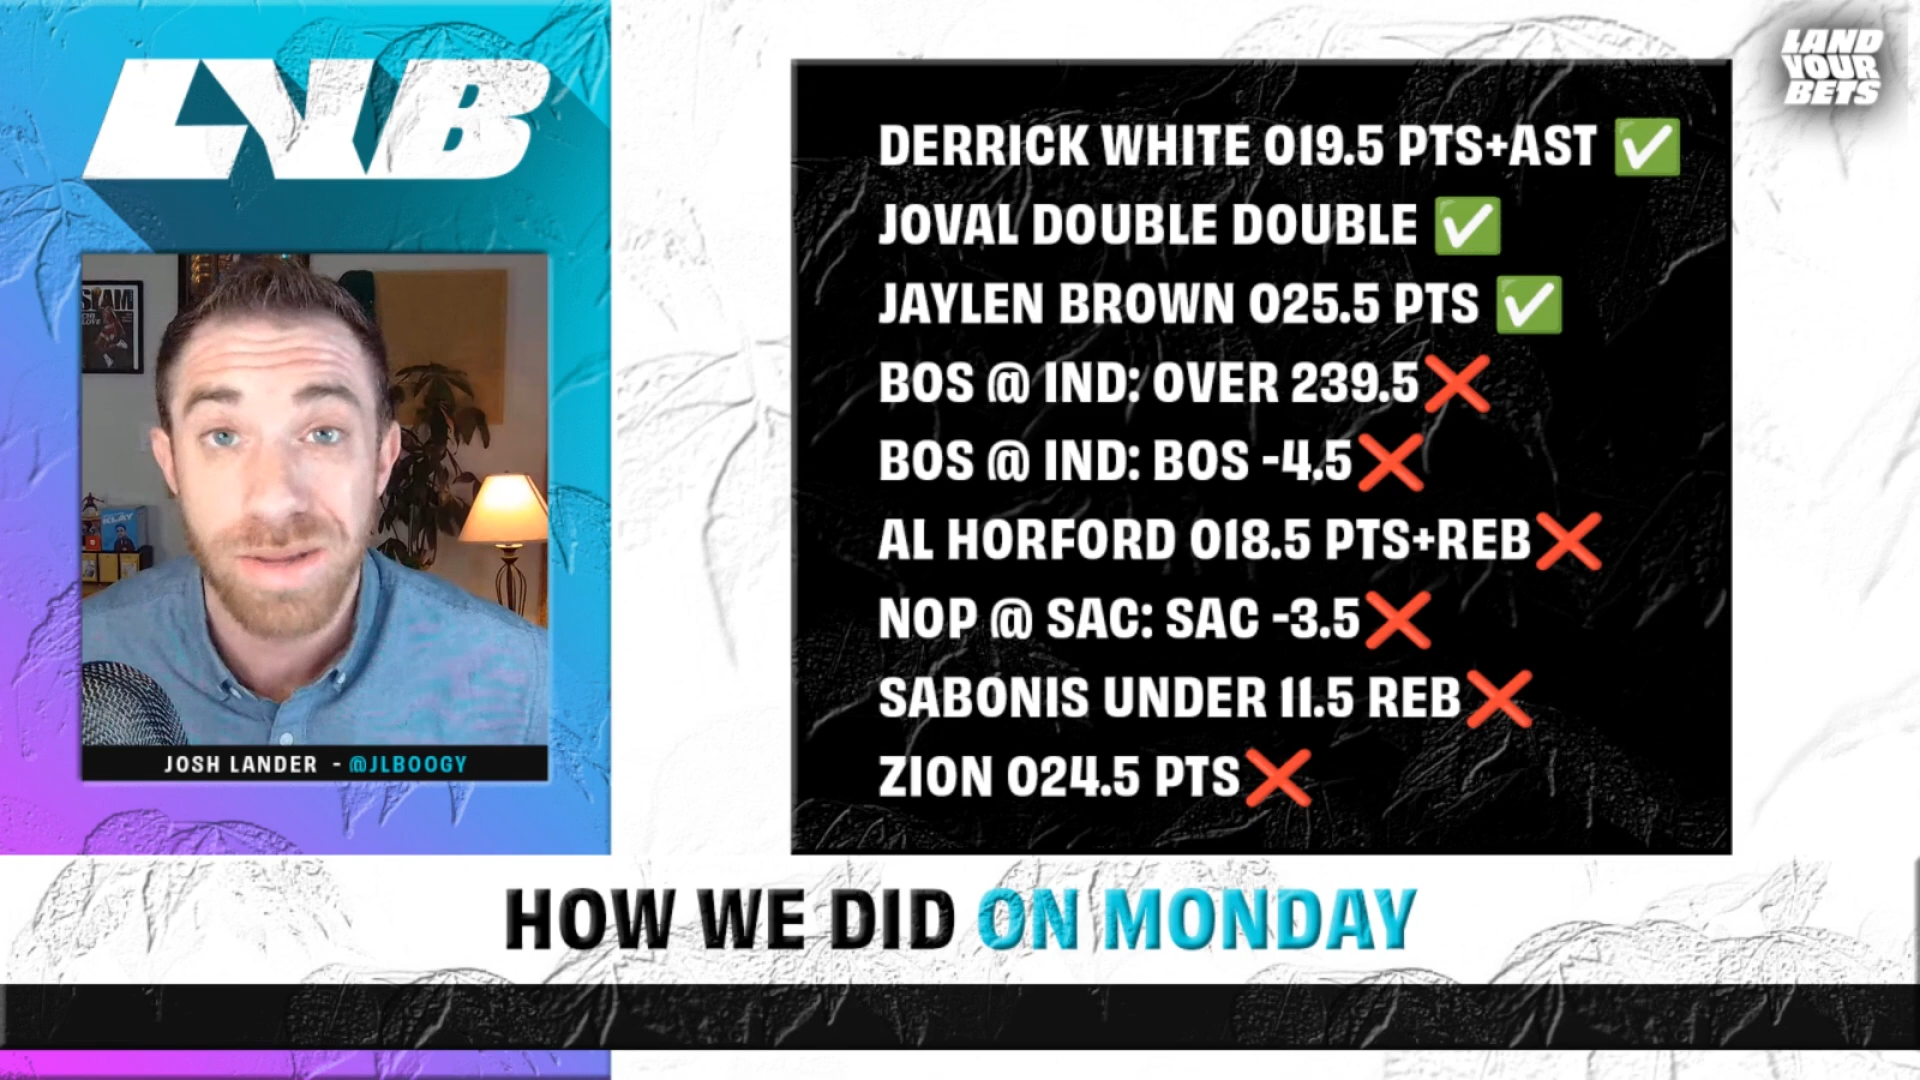 LYB
LAND
YOUR
BETS
DERRICK WHITE O19.5 PTS+AST ✅
JOVAL DOUBLE DOUBLE ✅
JAYLEN BROWN O25.5 PTS ✅
BOS @ IND: OVER 239.5❌
BOS @ IND: BOS -4.5❌
AL HORFORD O18.5 PTS+REB❌
NOP @ SAC: SAC -3.5❌
SABONIS UNDER 11.5 REB❌
ZION O24.5 PTS❌
SLAM
KLAY
JOSH LANDER - @JLBOOGY
HOW WE DID ON MONDAY